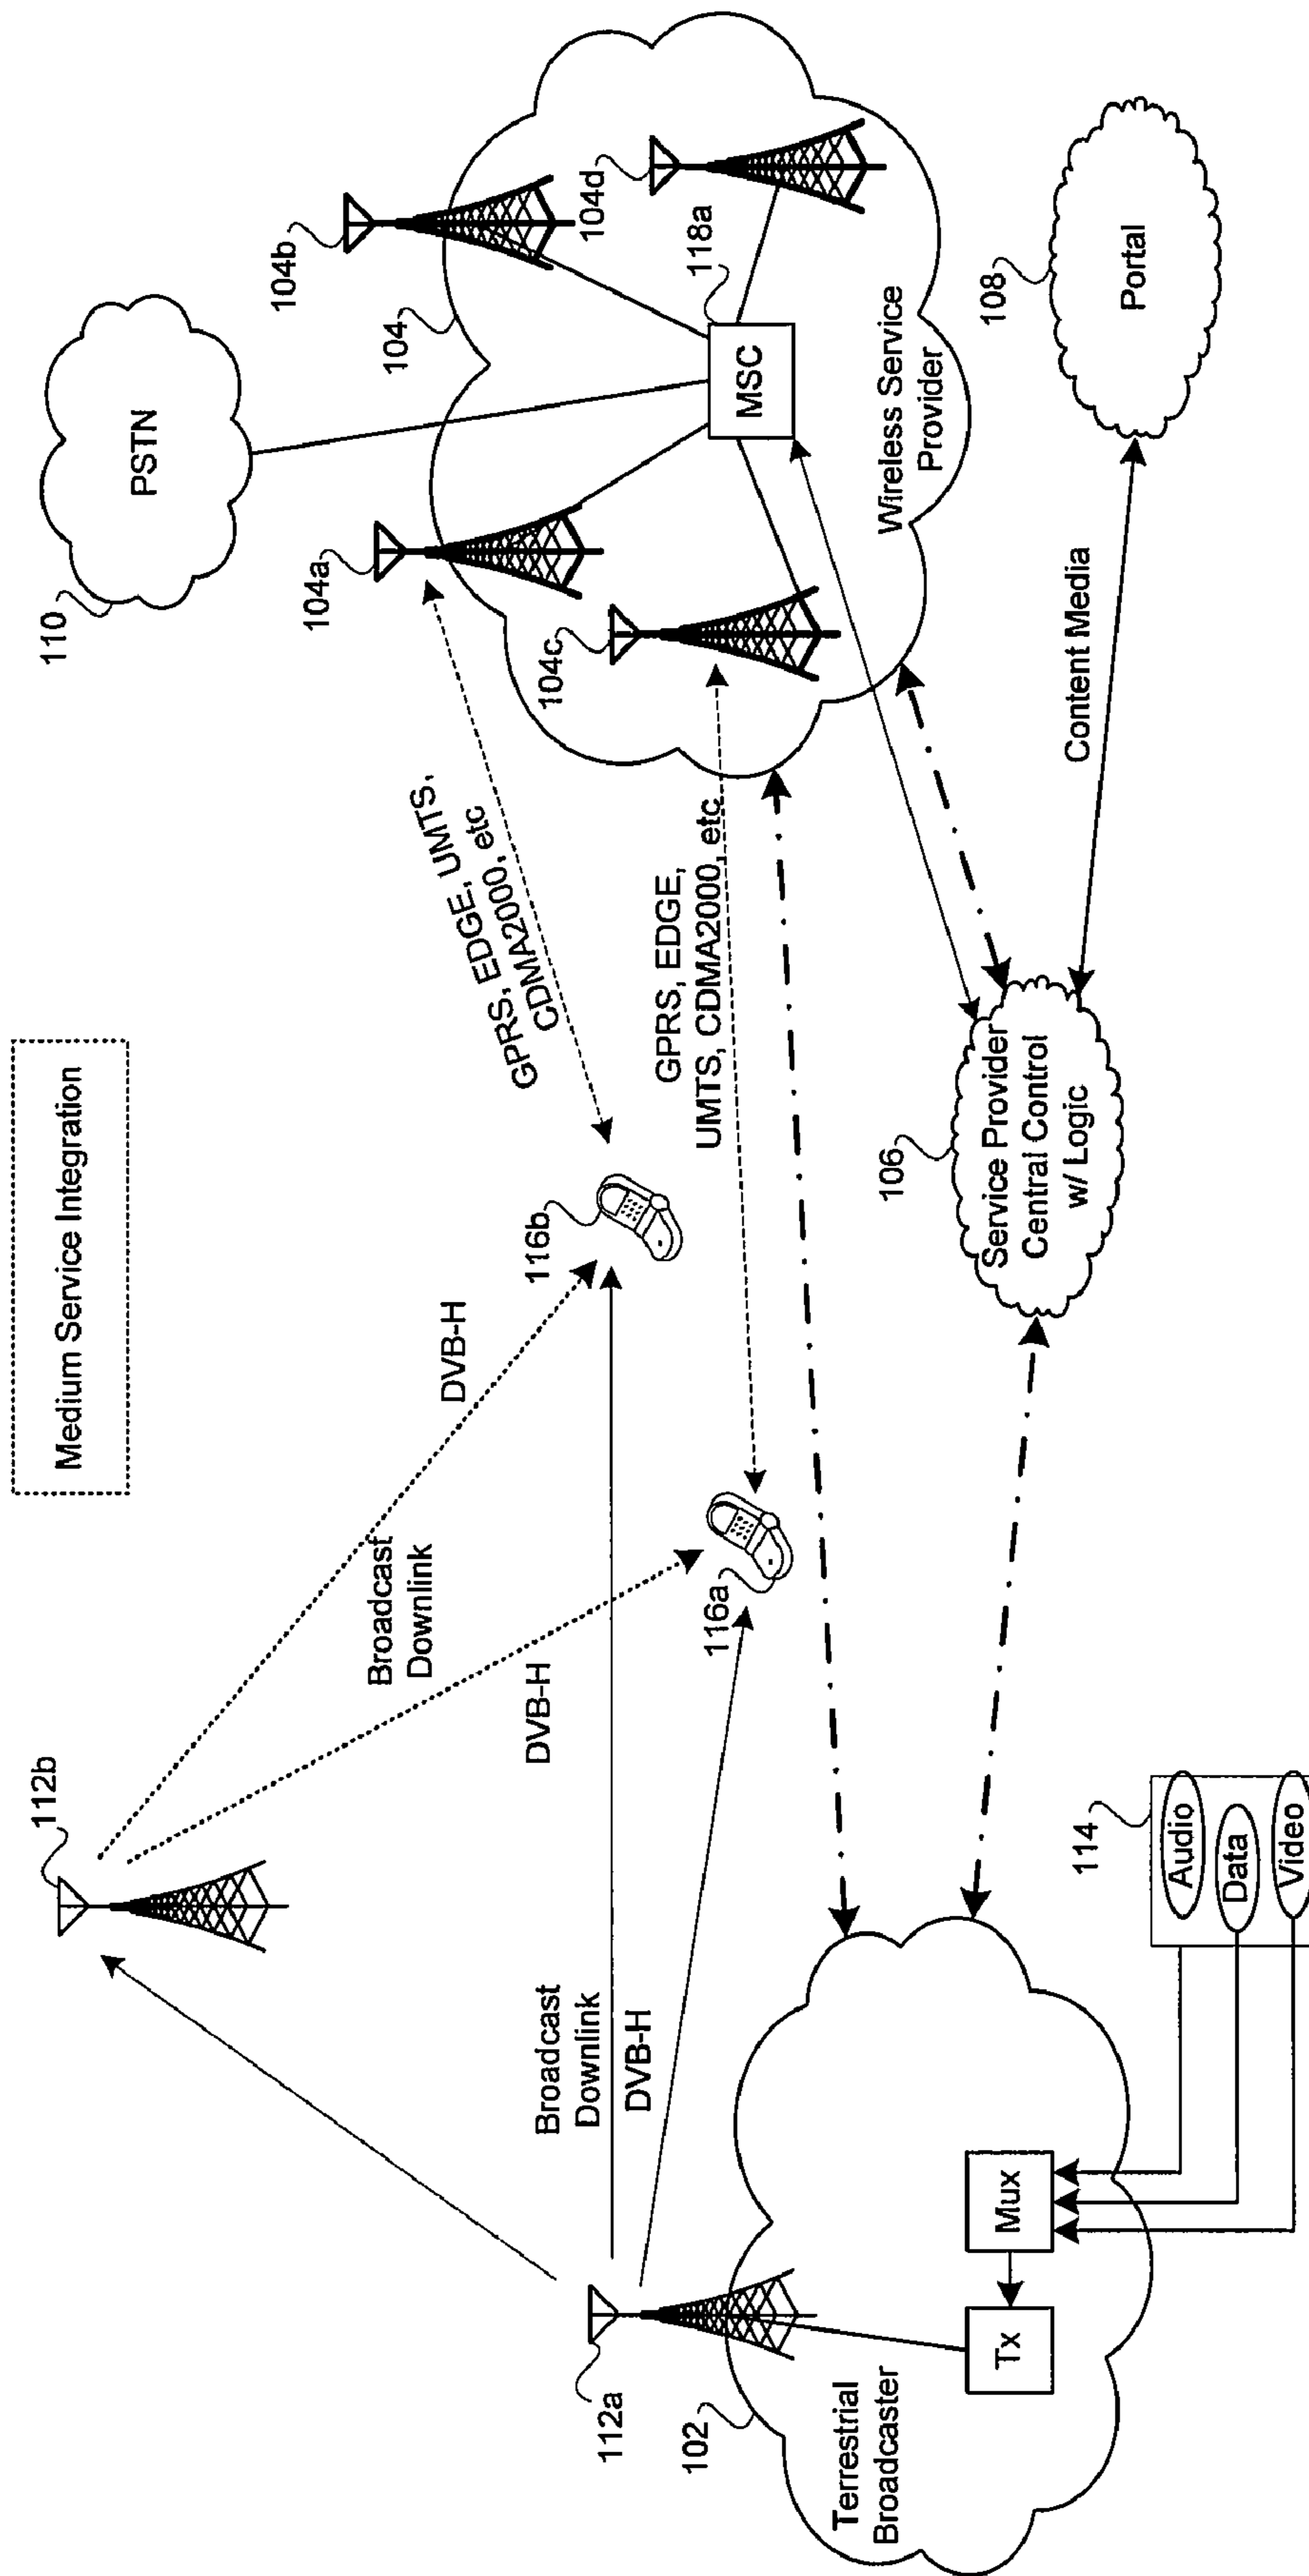 Medium Service Integration
112b
Broadcast
Downlink
DVB-H
DVB-H
116b
116a
GPRS, EDGE, UMTS,
CDMA2000, etc
GPRS, EDGE,
UMTS, CDMA2000, etc
110
PSTN
104a
104b
104
104c
104d
118a
MSC
Wireless Service
Provider
112a
Broadcast
Downlink
DVB-H
102
Terrestrial
Broadcaster
Tx
Mux
114
Audio
Data
Video
106
Service Provider
Central Control
w/ Logic
Content Media
108
Portal